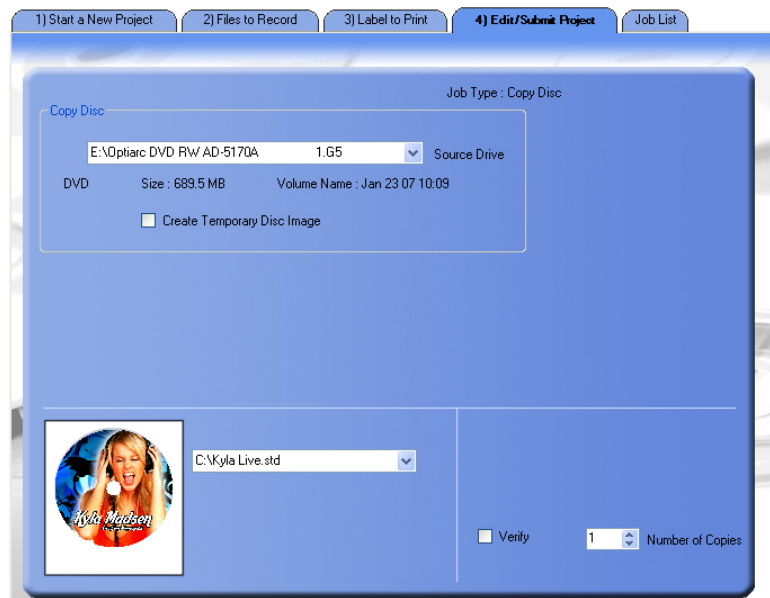 1) Start a New Project
2) Files to Record
3) Label to Print
4) Edit/Submit Project
Job List
Job Type : Copy Disc
Copy Disc
E:\Optiarc DVD RW AD-5170A 1.G5
Source Drive
DVD Size : 689.5 MB Volume Name : Jan 23 07 10:09
Create Temporary Disc Image
C:\Kyla Live.std
Kyla Madsen
Verify
1
Number of Copies